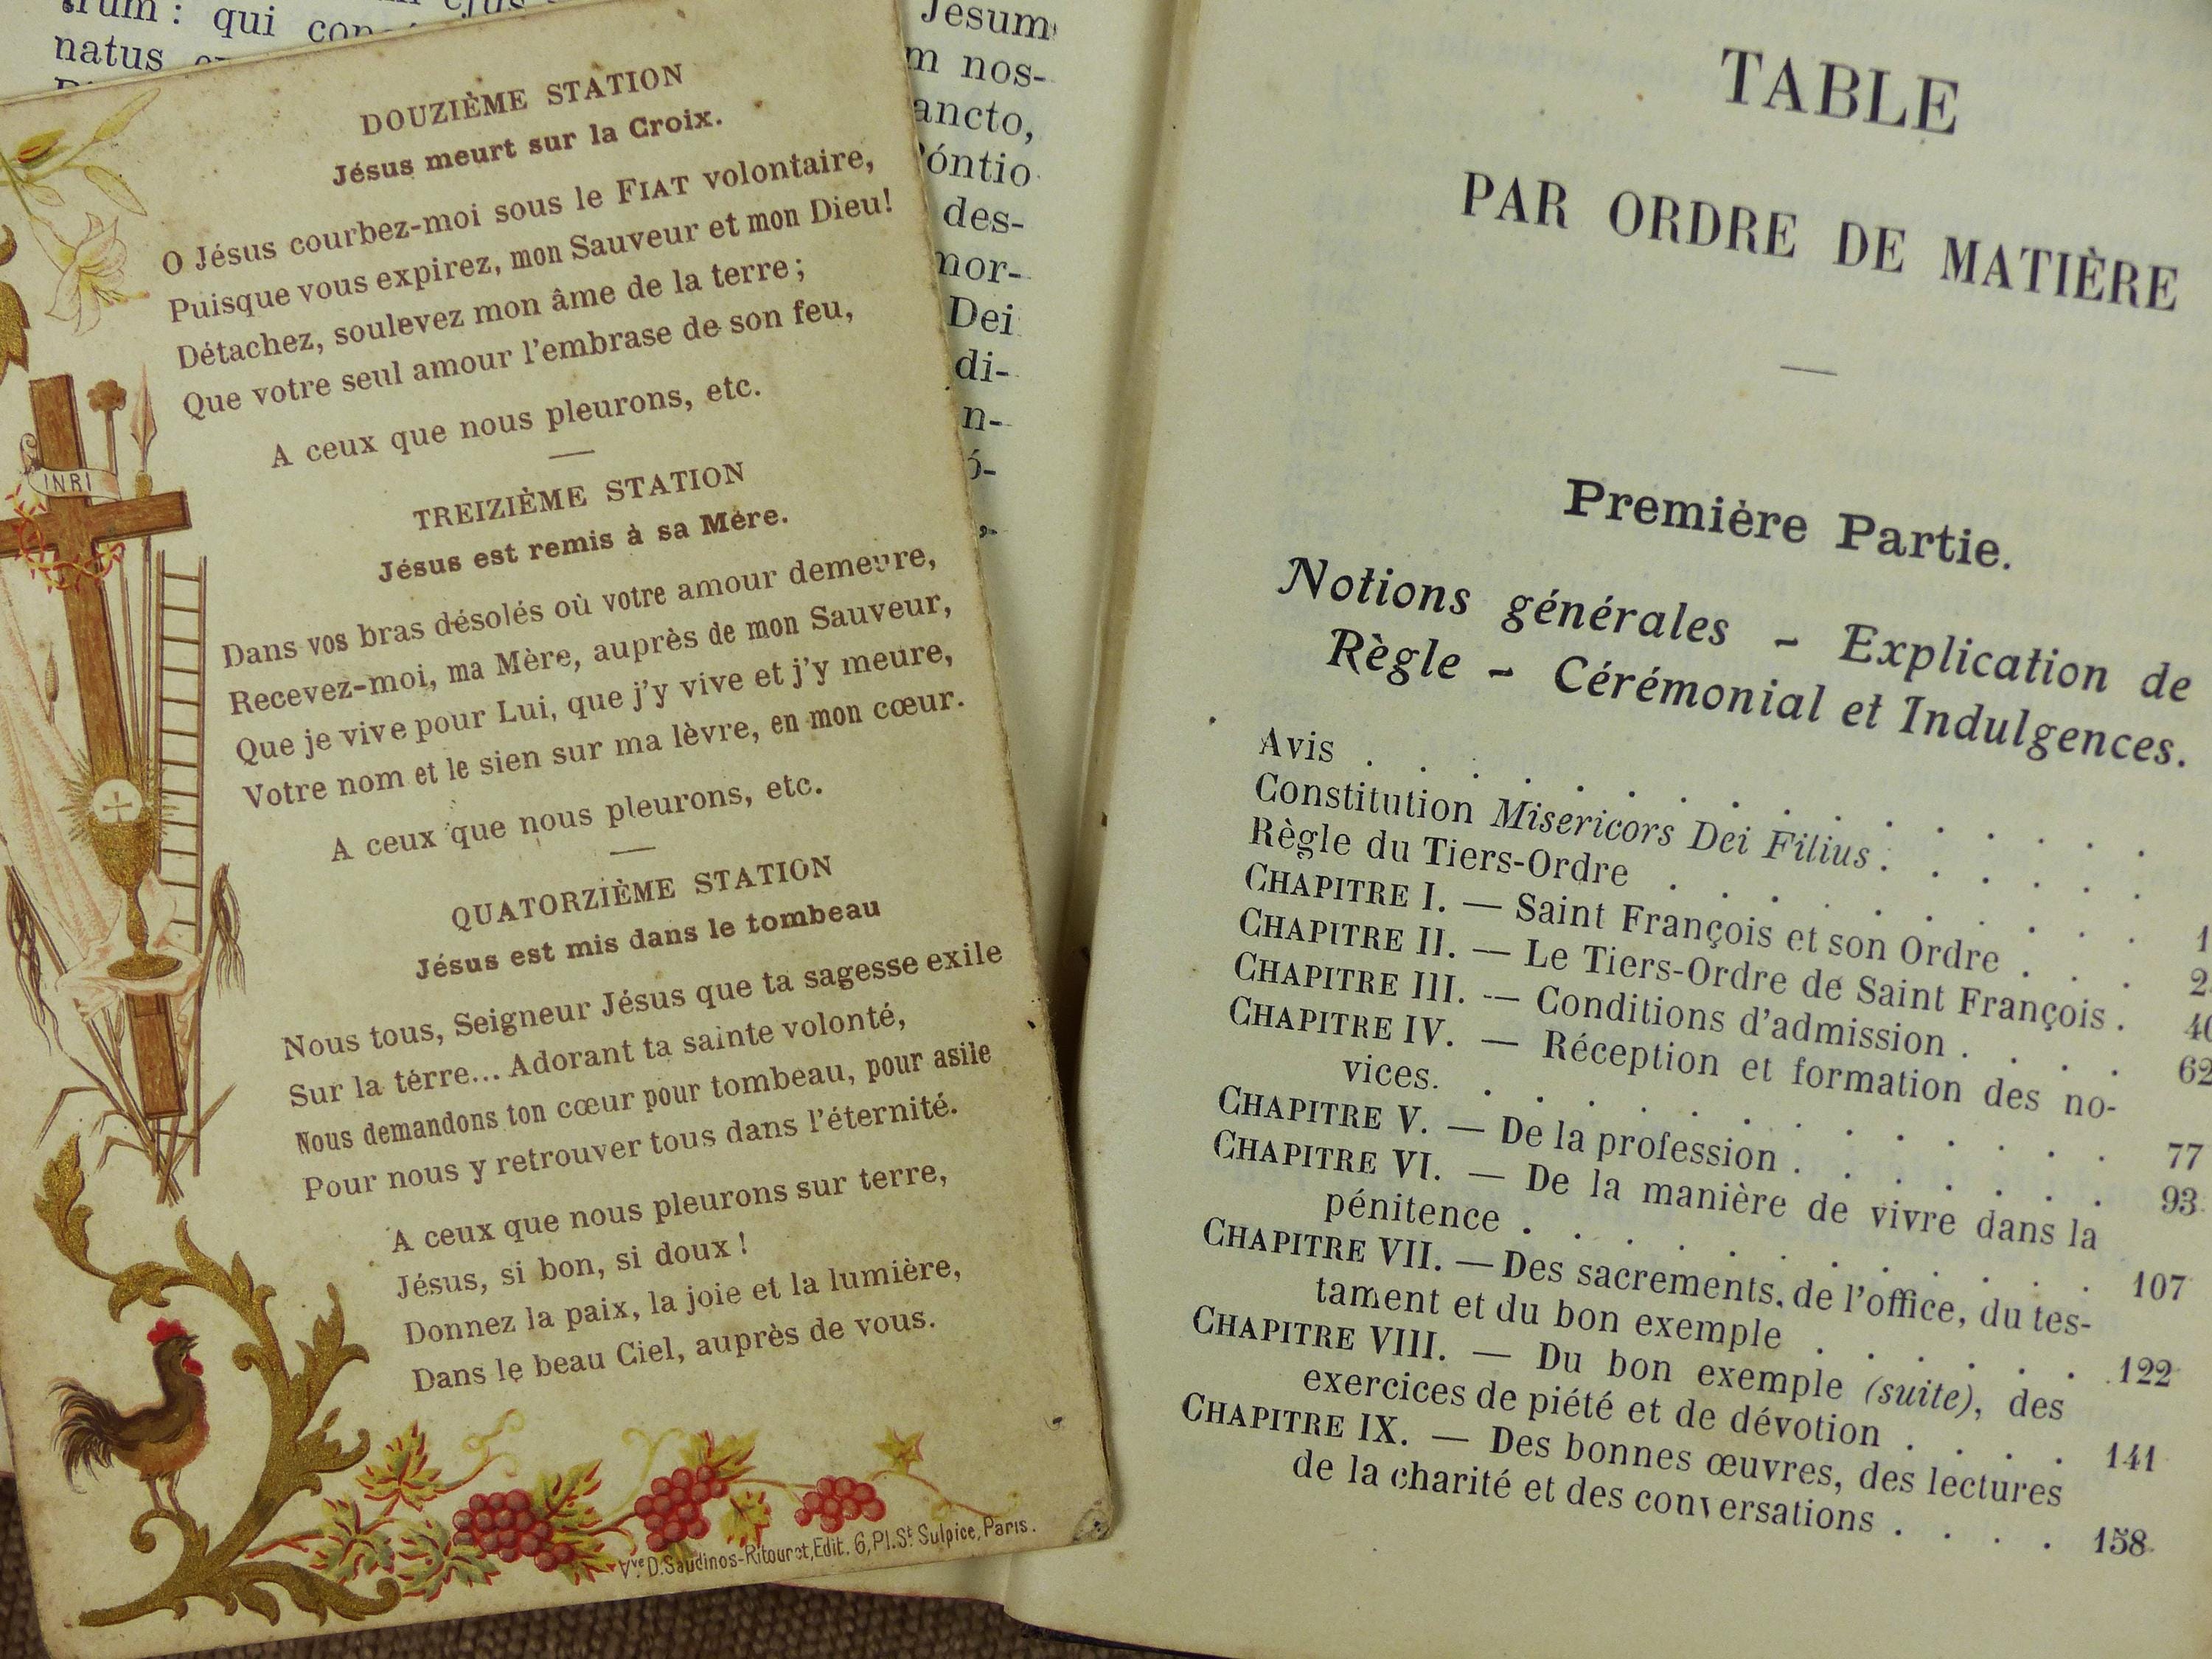 rum : qui
natus
DOUZIÈME STATION
Jésus meurt sur la Croix.
O Jésus courbez-moi sous le FIAT volontaire,
Puisque vous expirez, mon Sauveur et mon Dieu!
Détachez, soulevez mon âme de la terre;
Que votre seul amour l'embrase de son feu,
A ceux que nous pleurons, etc.
TREIZIÈME STATION
Jésus est remis à sa Mère.
Dans vos bras désolés où votre amour demeure,
Recevez-moi, ma Mère, auprès de mon Sauveur,
Que je vive pour Lui, que j'y vive et j'y meure,
Votre nom et le sien sur ma lèvre, en mon cœur.
A ceux que nous pleurons, etc.
QUATORZIÈME STATION
Jésus est mis dans le tombeau
Nous tous, Seigneur Jésus que ta sagesse exile
Sur la terre... Adorant ta sainte volonté,
Nous demandons ton cœur pour tombeau, pour asile
Pour nous y retrouver tous dans l'éternité.
A ceux que nous pleurons sur terre,
Jésus, si bon, si doux!
Donnez la paix, la joie et la lumière,
Dans le beau Ciel, auprès de vous.
Vve D. Saudinos-Ritouret, Edit. 6, Pl. St Sulpice, Paris.
INRI
Jesum
m nos-
ancto,
Póntio
des-
mor-
Dei
di-
n-
ó-
TABLE
PAR ORDRE DE MATIÈRE
Première Partie.
Notions générales - Explication de
Règle - Cérémonial et Indulgences.
Avis . . . . . . . . . . . . . . .
Constitution Misericors Dei Filius . . . . . .
Règle du Tiers-Ordre . . . . . . . . . . 1
CHAPITRE I. — Saint François et son Ordre . . . 2
CHAPITRE II. — Le Tiers-Ordre de Saint François . 40
CHAPITRE III. — Conditions d'admission . . . . 62
CHAPITRE IV. — Réception et formation des no-
vices. . . . . . . . . . . . . . 77
CHAPITRE V. — De la profession . . . . . . . 93
CHAPITRE VI. — De la manière de vivre dans la
pénitence . . . . . . . . . . . . 107
CHAPITRE VII. — Des sacrements, de l'office, du tes-
tament et du bon exemple . . . . . . 122
CHAPITRE VIII. — Du bon exemple (suite), des
exercices de piété et de dévotion . . . . 141
CHAPITRE IX. — Des bonnes œuvres, des lectures
de la charité et des conversations . . . . 158